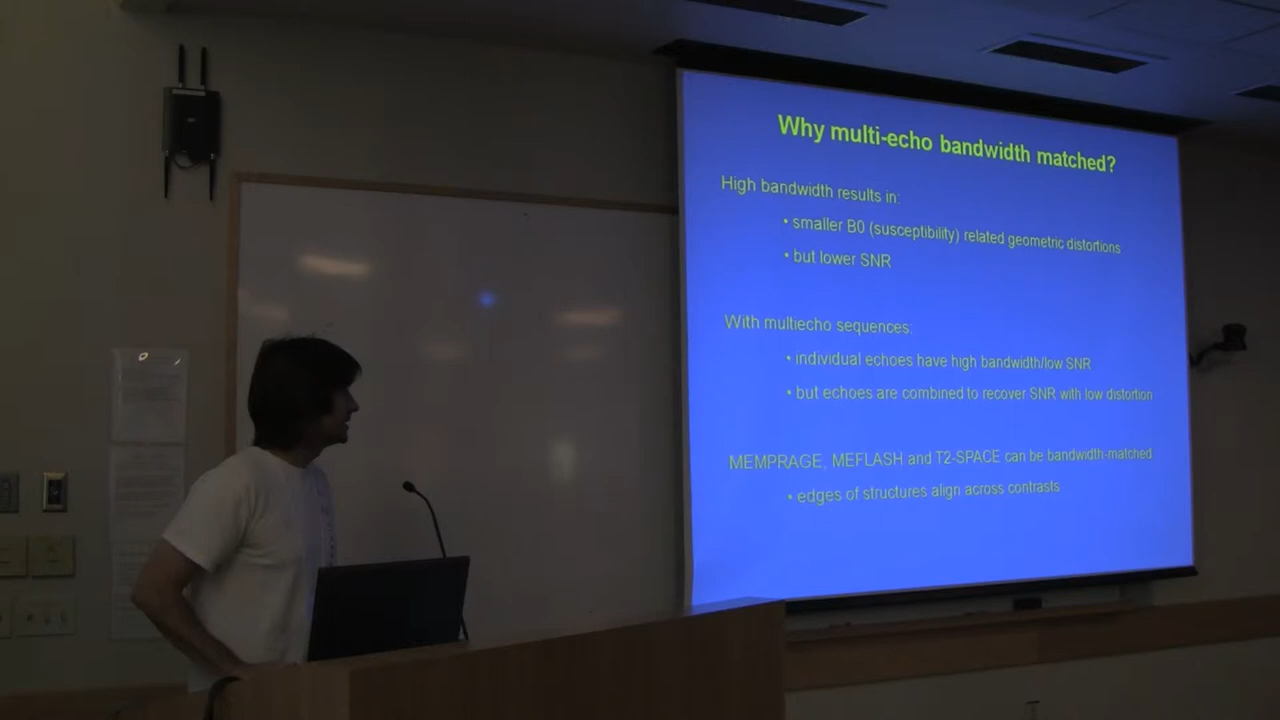 Why multi-echo bandwidth matched?
High bandwidth results in:
• smaller B0 (susceptibility) related geometric distortions
• but lower SNR
With multiecho sequences:
• individual echoes have high bandwidth/low SNR
• but echoes are combined to recover SNR with low distortion
MEMPRAGE, MEFLASH and T2-SPACE can be bandwidth-matched
• edges of structures align across contrasts